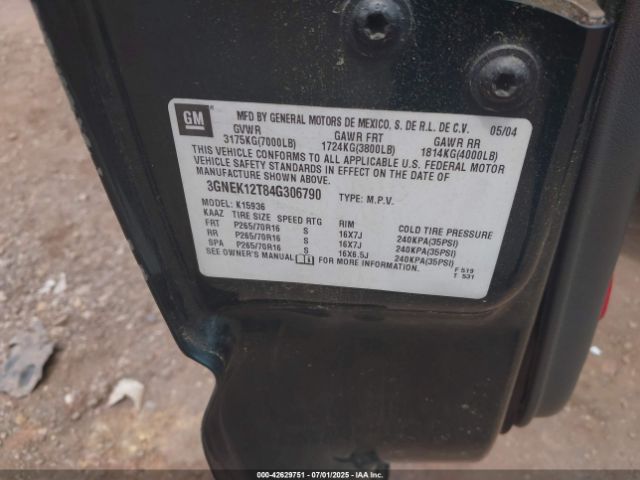 GM
MFD BY GENERAL MOTORS DE MEXICO, S. DE R.L. DE C.V. 05/04
GVWR GAWR FRT GAWR RR
3175KG(7000LB) 1724KG(3800LB) 1814KG(4000LB)
THIS VEHICLE CONFORMS TO ALL APPLICABLE U.S. FEDERAL MOTOR
VEHICLE SAFETY STANDARDS IN EFFECT ON THE DATE OF
MANUFACTURE SHOWN ABOVE.
3GNEK12T84G306790 TYPE: M.P.V.
MODEL: K15936
KAAZ TIRE SIZE SPEED RTG RIM COLD TIRE PRESSURE
FRT P265/70R16 S 16X7J 240KPA(35PSI)
RR P265/70R16 S 16X7J 240KPA(35PSI)
SPA P265/70R16 S 16X6.5J 240KPA(35PSI)
SEE OWNER'S MANUAL FOR MORE INFORMATION.
F 519
T 531
000-42629751 - 07/01/2025 - IAAI.COM